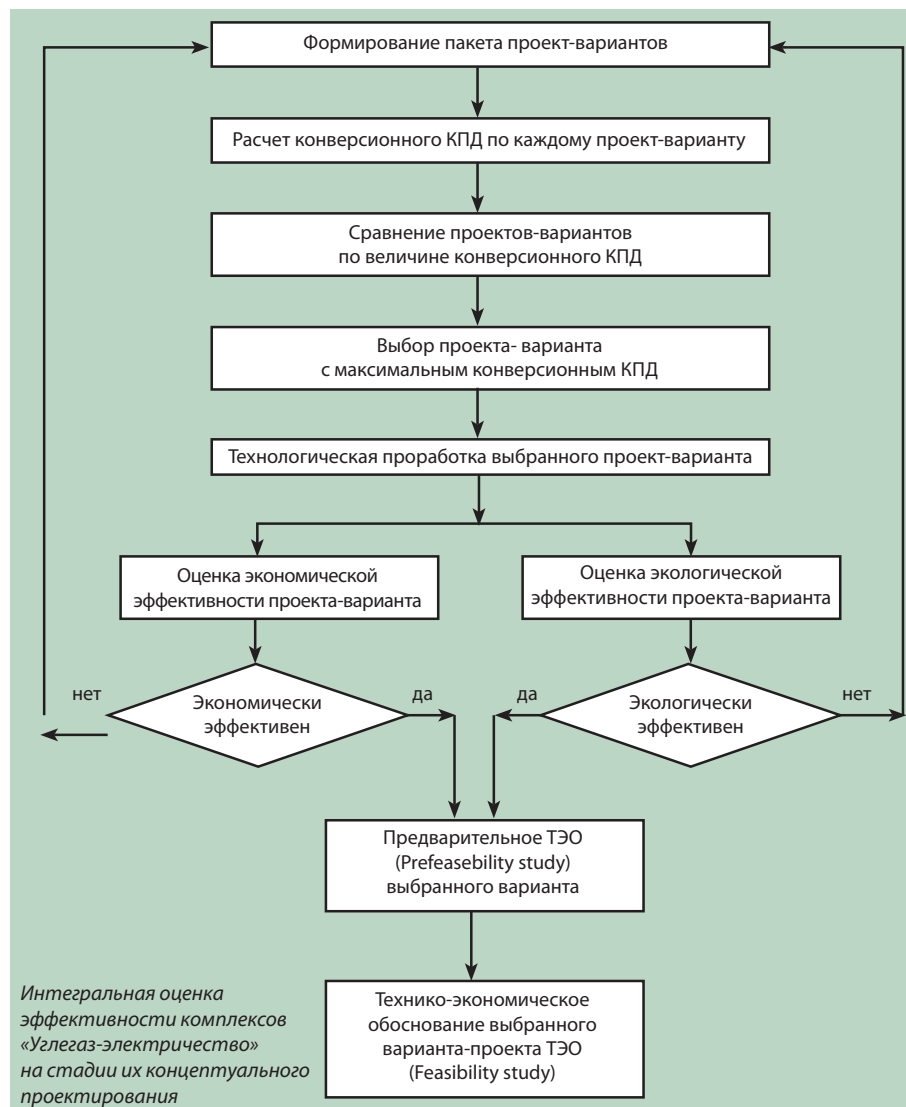 Формирование пакета проект-вариантов
Расчет конверсионного КПД по каждому проект-варианту
Сравнение проектов-вариантов
по величине конверсионного КПД
Выбор проекта- варианта
с максимальным конверсионным КПД
Технологическая проработка выбранного проект-варианта
Оценка экономической
эффективности проекта-варианта
Оценка экологической
эффективности проекта-варианта
нет
Экономически
эффективен
да
да
Экологически
эффективен
нет
Предварительное ТЭО
(Prefeasebility study)
выбранного варианта
Технико-экономическое
обоснование выбранного
варианта-проекта ТЭО
(Feasibility study)
Интегральная оценка
эффективности комплексов
«Углегаз-электричество»
на стадии их концептуального
проектирования